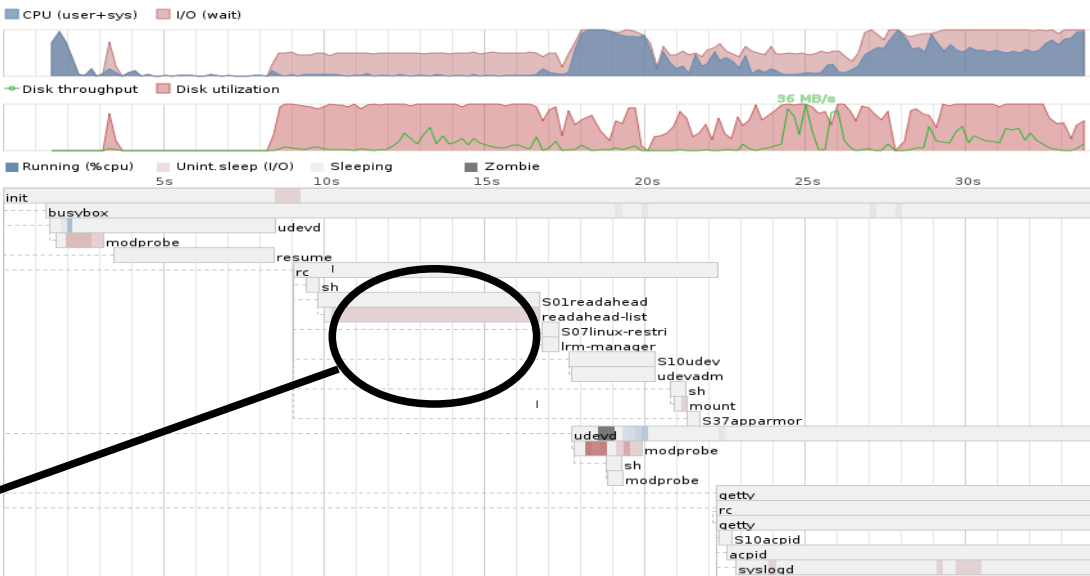 CPU (user+sys) I/O (wait)
Disk throughput Disk utilization
36 MB/s
Running (%cpu) Unint.sleep (I/O) Sleeping Zombie
5s 10s 15s 20s 25s 30s
init
busybox
udevd
modprobe
resume
rc
sh
S01readahead
readahead-list
S07linux-restri
lrm-manager
S10udev
udevadm
sh
mount
S37apparmor
udevd
modprobe
sh
modprobe
getty
rc
getty
S10acpid
acpid
syslogd